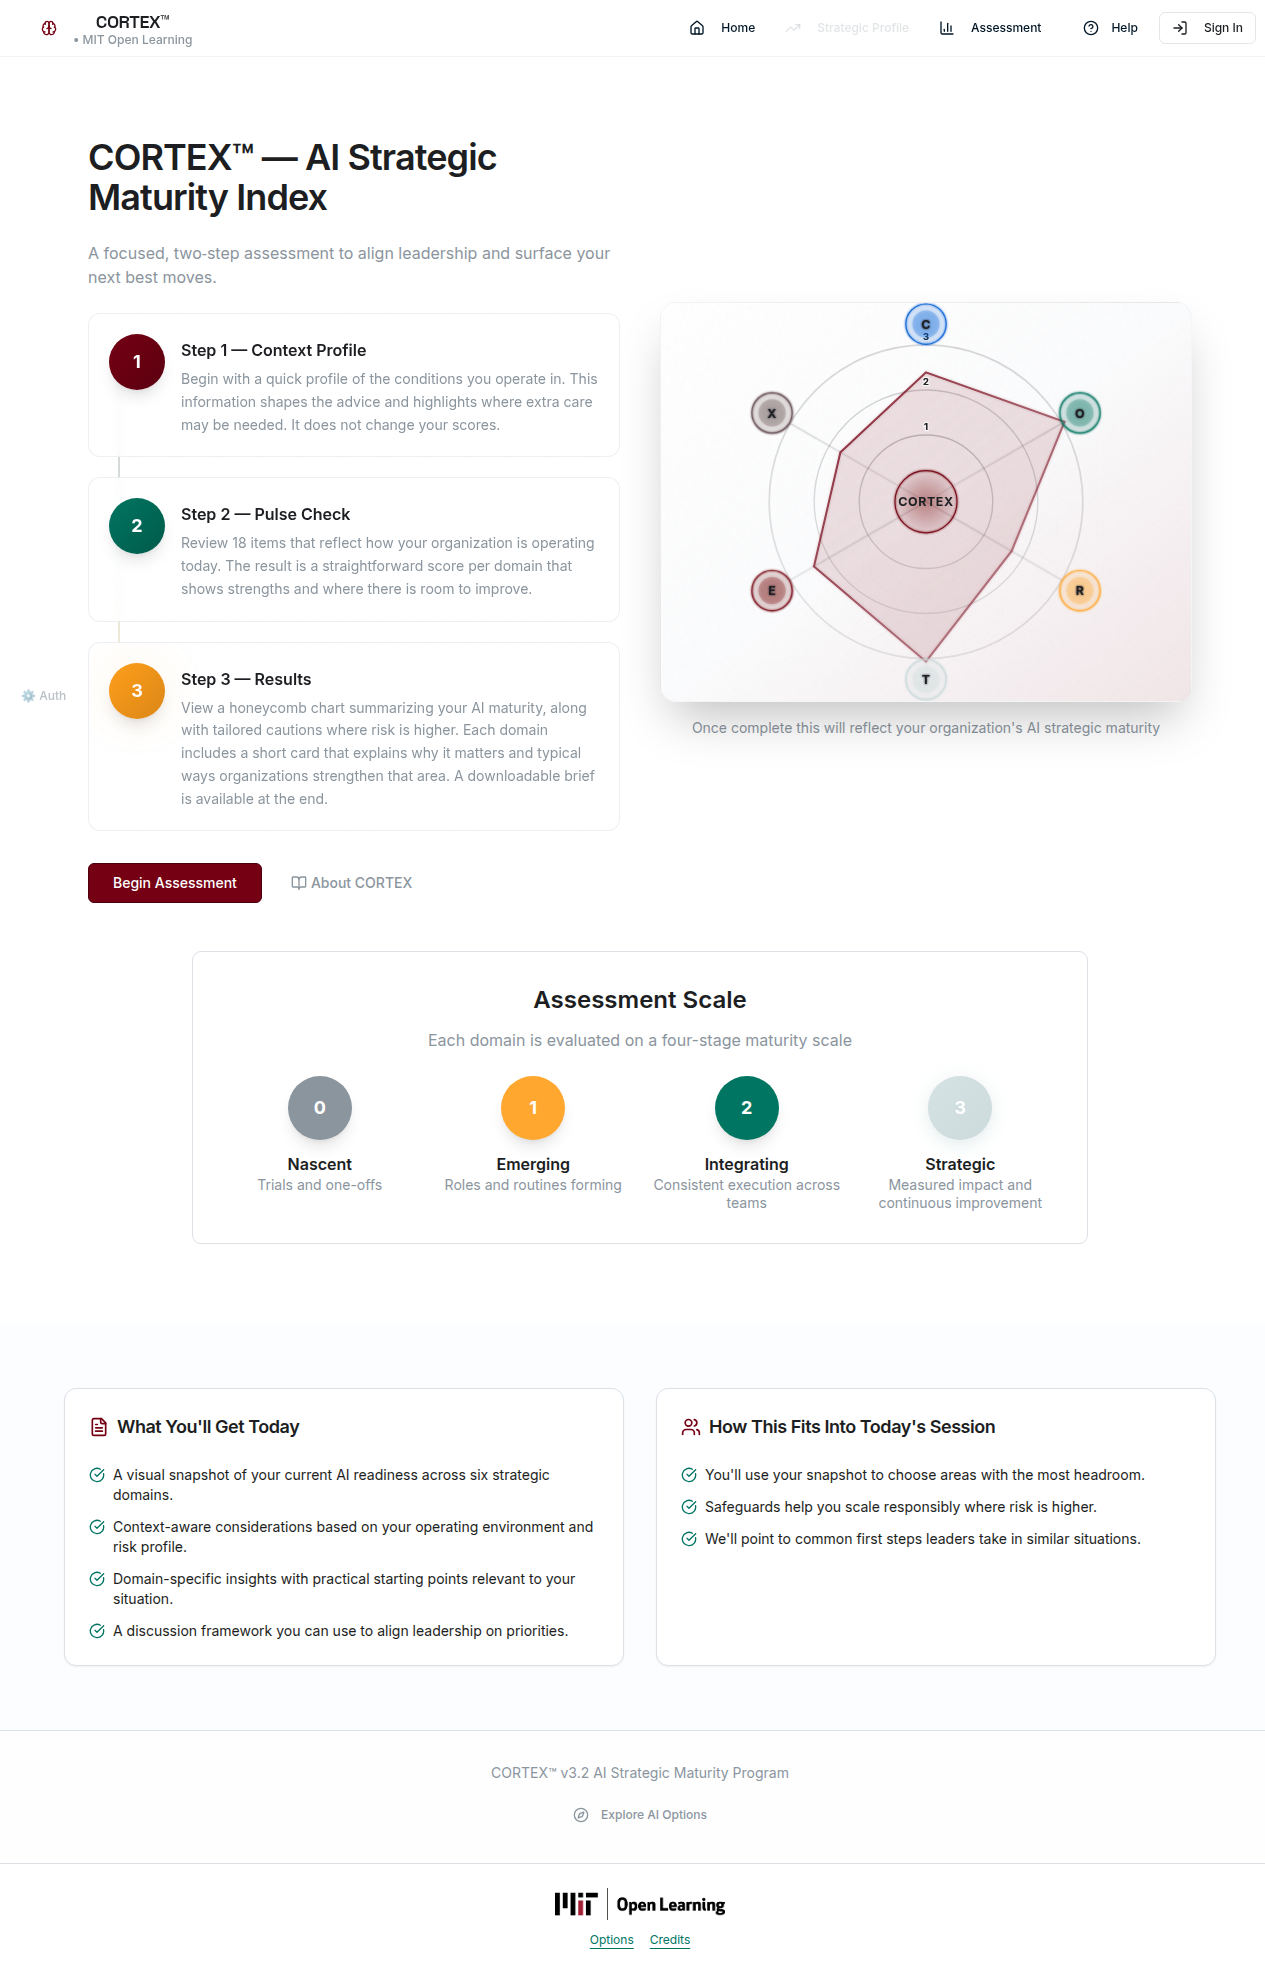 CORTEX™
• MIT Open Learning
Home
Strategic Profile
Assessment
Help
Sign In
CORTEX™ — AI Strategic
Maturity Index
A focused, two-step assessment to align leadership and surface your
next best moves.
1
Step 1 — Context Profile
Begin with a quick profile of the conditions you operate in. This
information shapes the advice and highlights where extra care
may be needed. It does not change your scores.
2
Step 2 — Pulse Check
Review 18 items that reflect how your organization is operating
today. The result is a straightforward score per domain that
shows strengths and where there is room to improve.
3
Step 3 — Results
View a honeycomb chart summarizing your AI maturity, along
with tailored cautions where risk is higher. Each domain
includes a short card that explains why it matters and typical
ways organizations strengthen that area. A downloadable brief
is available at the end.
Auth
C
3
2
X
O
1
CORTEX
E
R
T
Once complete this will reflect your organization's AI strategic maturity
Begin Assessment
About CORTEX
Assessment Scale
Each domain is evaluated on a four-stage maturity scale
0
Nascent
Trials and one-offs
1
Emerging
Roles and routines forming
2
Integrating
Consistent execution across
teams
3
Strategic
Measured impact and
continuous improvement
What You'll Get Today
A visual snapshot of your current AI readiness across six strategic
domains.
Context-aware considerations based on your operating environment and
risk profile.
Domain-specific insights with practical starting points relevant to your
situation.
A discussion framework you can use to align leadership on priorities.
How This Fits Into Today's Session
You'll use your snapshot to choose areas with the most headroom.
Safeguards help you scale responsibly where risk is higher.
We'll point to common first steps leaders take in similar situations.
CORTEX™ v3.2 AI Strategic Maturity Program
Explore AI Options
MIT Open Learning
Options
Credits